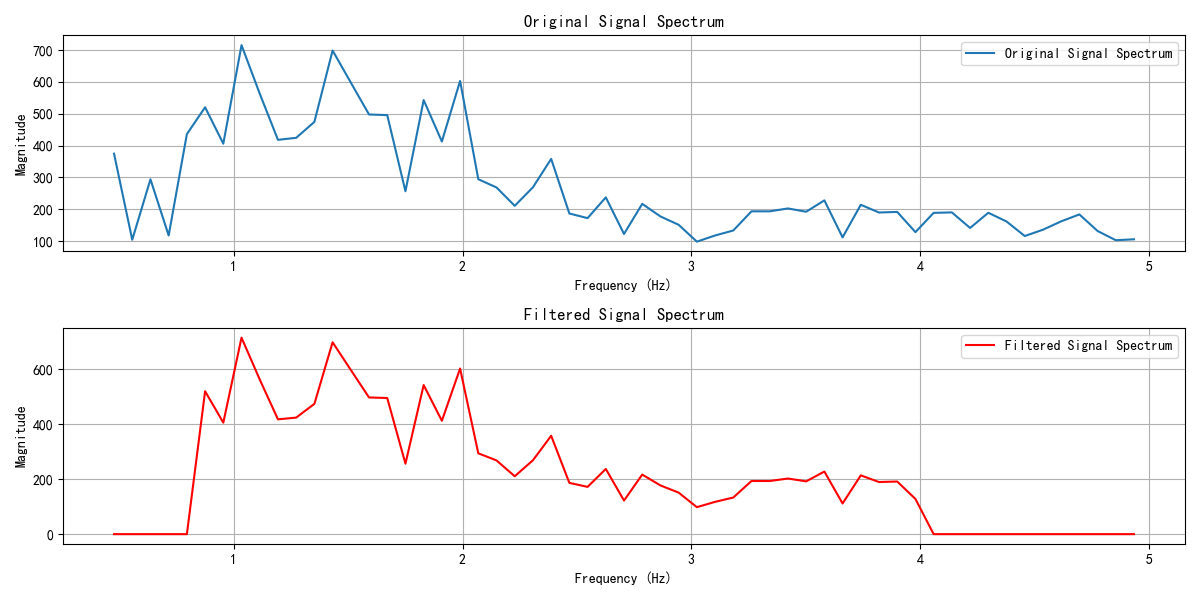 Original Signal Spectrum
700
600
500
400
300
200
100
Magnitude
Original Signal Spectrum
1
2
3
4
5
Frequency (Hz)
Filtered Signal Spectrum
600
400
200
0
Magnitude
Filtered Signal Spectrum
1
2
3
4
5
Frequency (Hz)